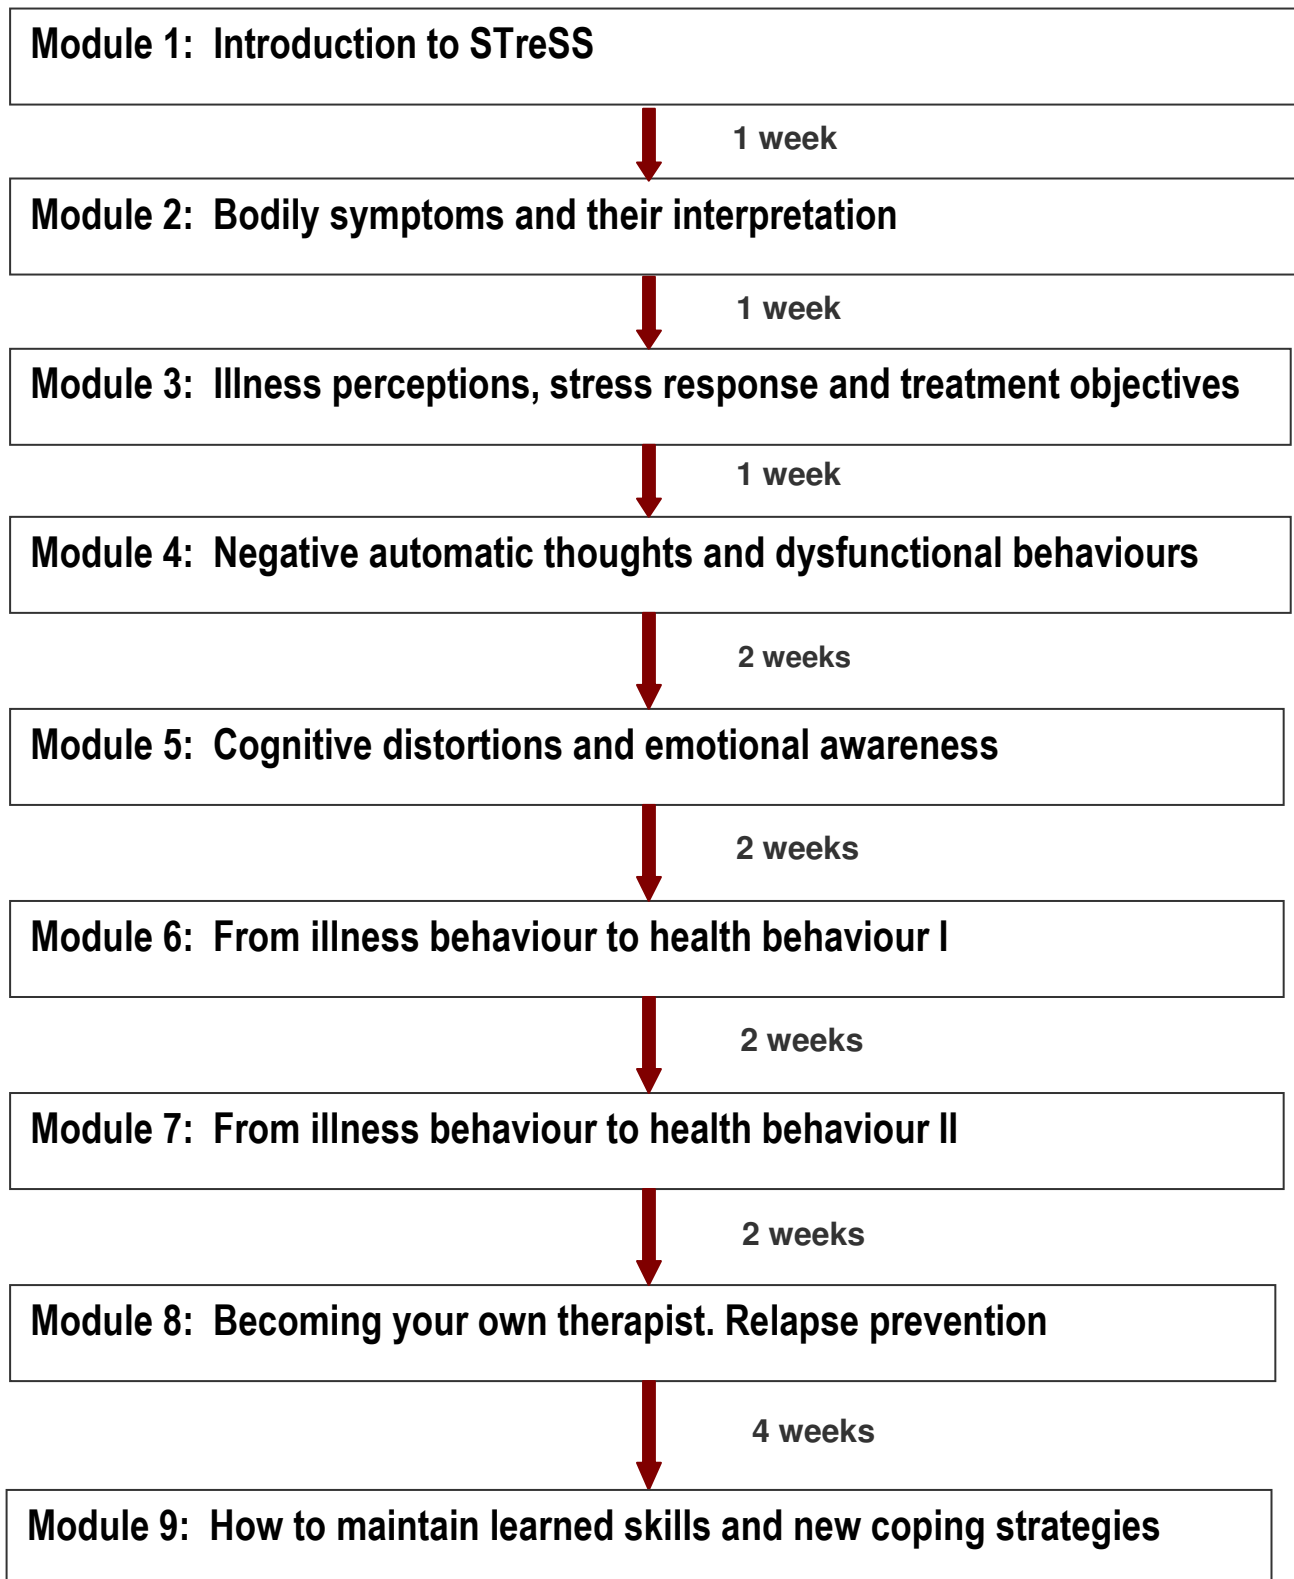 Module 1: Introduction to STreSS
1 week
Module 2: Bodily symptoms and their interpretation
1 week
Module 3: Illness perceptions, stress response and treatment objectives
1 week
Module 4: Negative automatic thoughts and dysfunctional behaviours
2 weeks
Module 5: Cognitive distortions and emotional awareness
2 weeks
Module 6: From illness behaviour to health behaviour I
2 weeks
Module 7: From illness behaviour to health behaviour II
2 weeks
Module 8: Becoming your own therapist. Relapse prevention
4 weeks
Module 9: How to maintain learned skills and new coping strategies